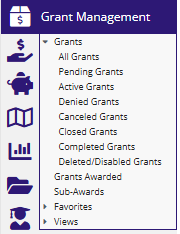 Grant Management
Grants
All Grants
Pending Grants
Active Grants
Denied Grants
Canceled Grants
Closed Grants
Completed Grants
Deleted/Disabled Grants
Grants Awarded
Sub-Awards
Favorites
Views